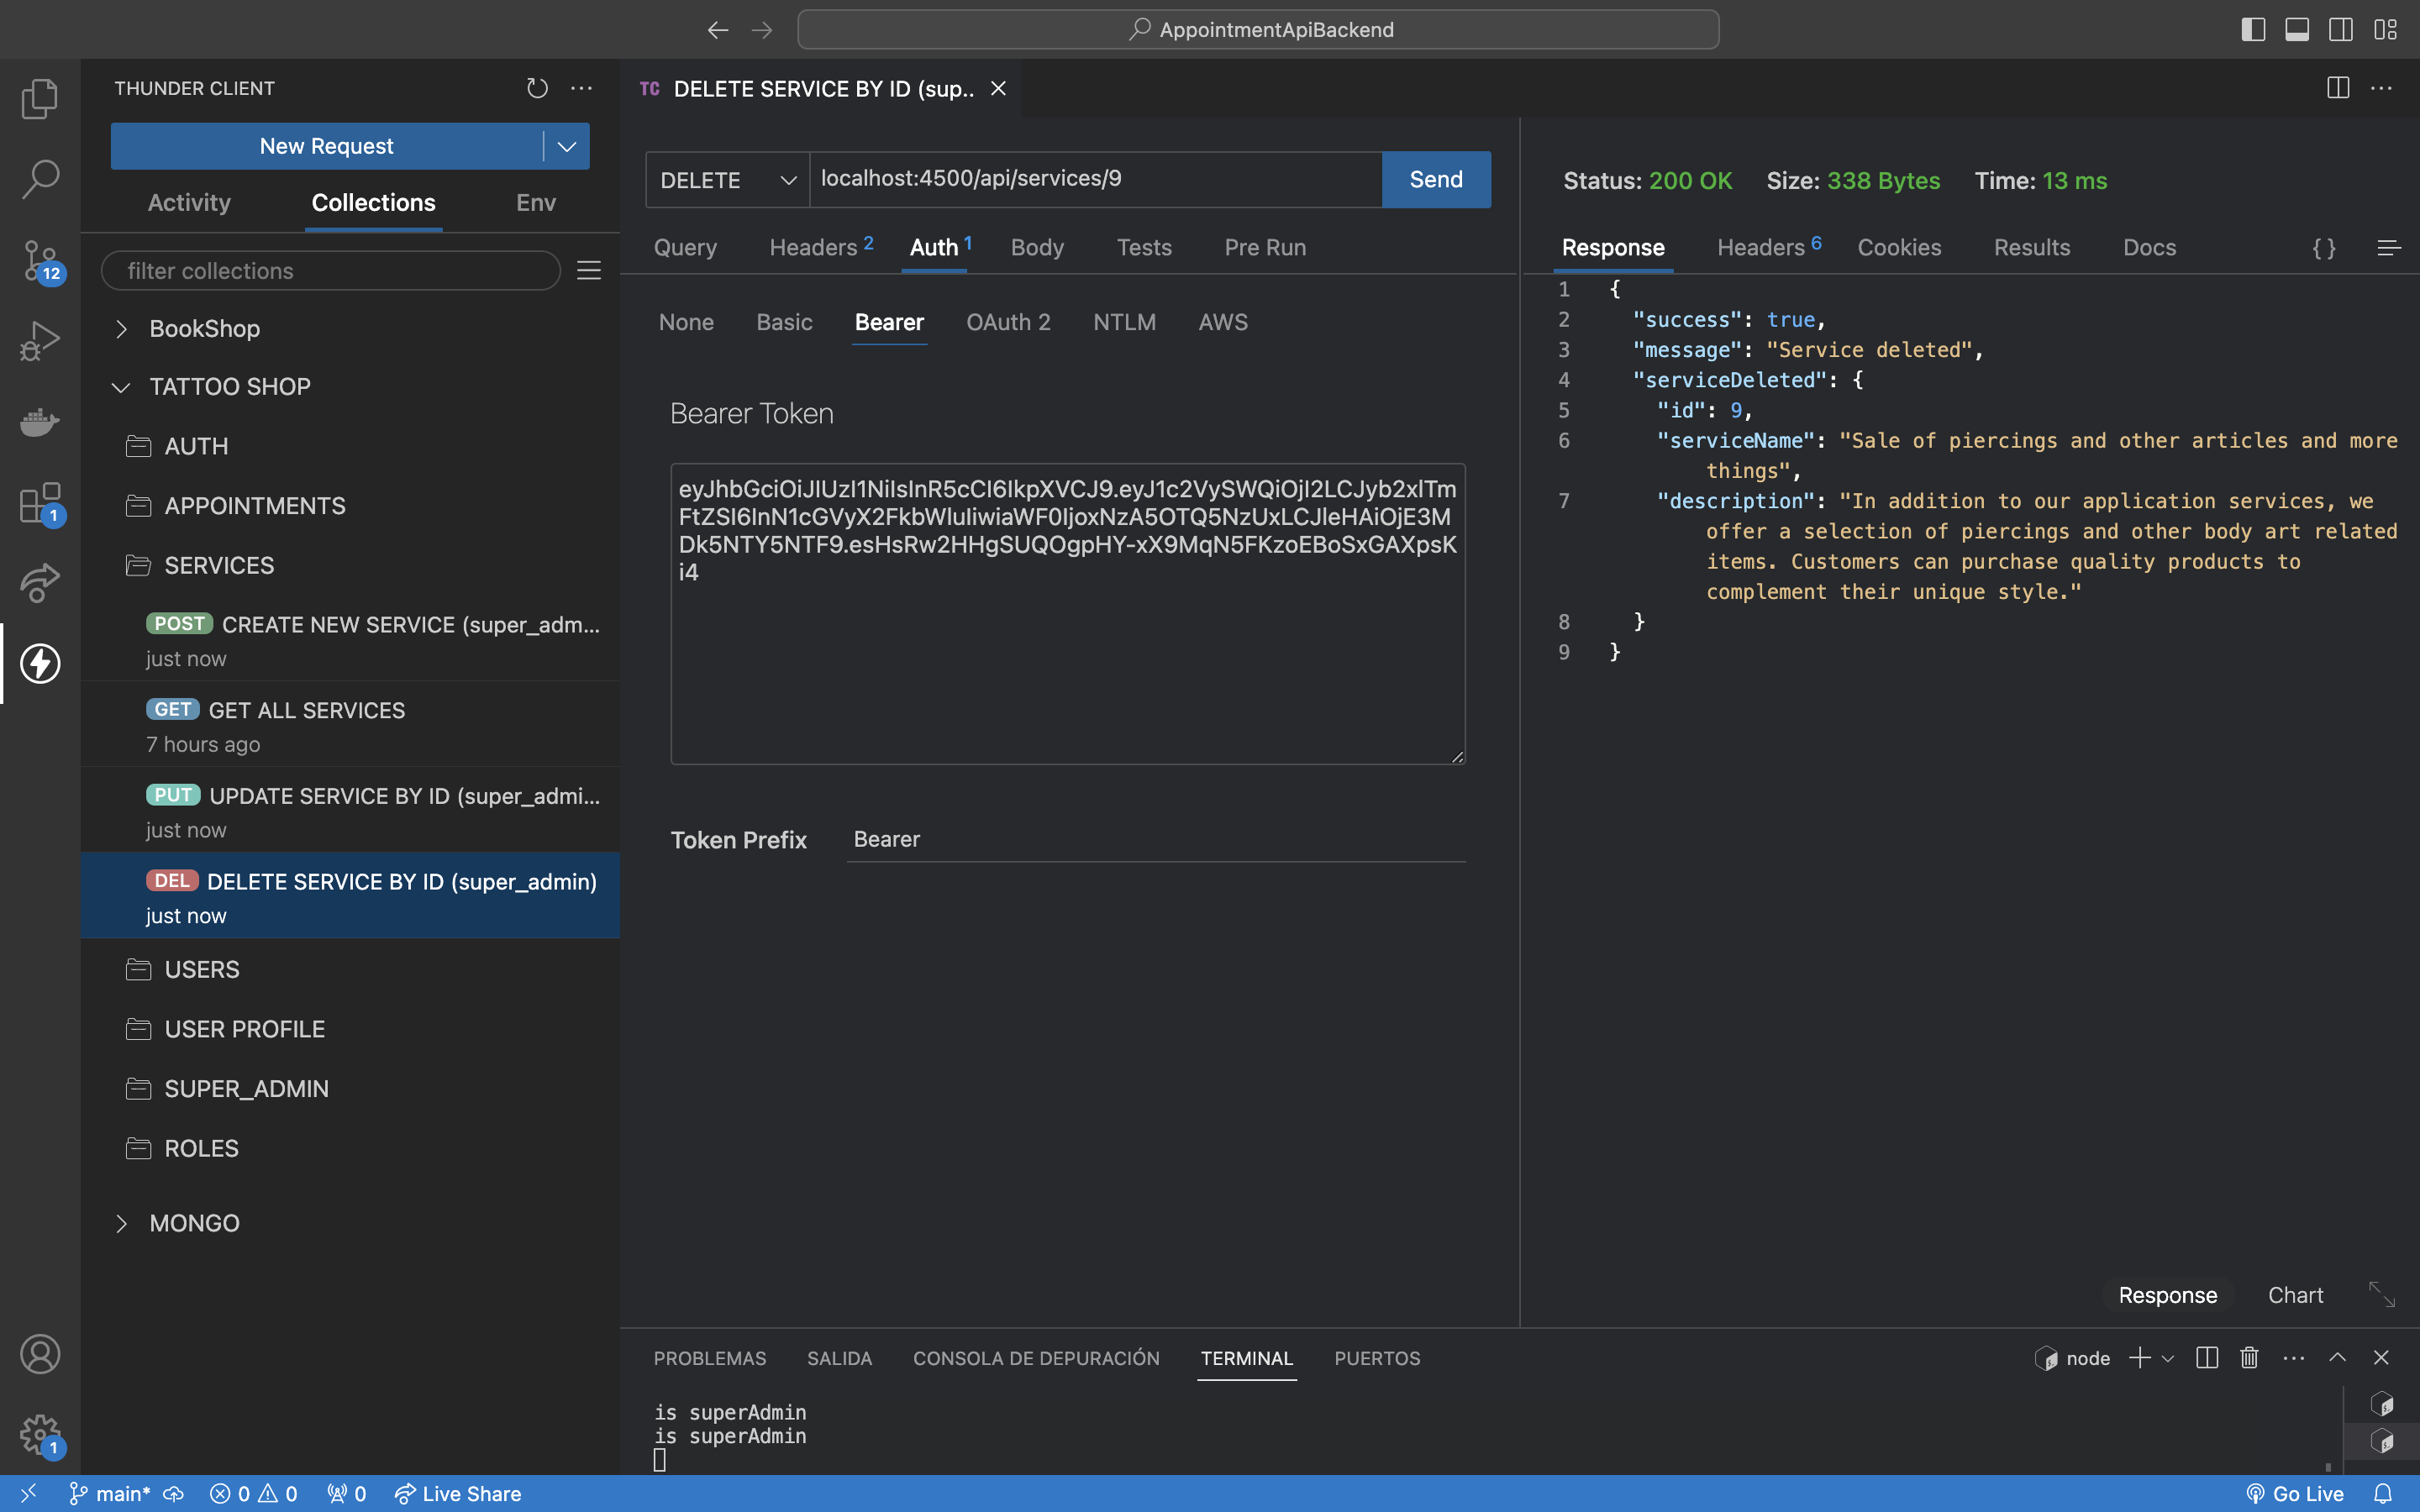 AppointmentApiBackend
THUNDER CLIENT
New Request
Activity
Collections
Env
filter collections
BookShop
TATTOO SHOP
AUTH
APPOINTMENTS
SERVICES
POST CREATE NEW SERVICE (super_adm...
just now
GET GET ALL SERVICES
7 hours ago
PUT UPDATE SERVICE BY ID (super_admi...
just now
DEL DELETE SERVICE BY ID (super_admin)
just now
USERS
USER PROFILE
SUPER_ADMIN
ROLES
MONGO
12
1
1
TC DELETE SERVICE BY ID (sup..
DELETE
localhost:4500/api/services/9
Send
Query
Headers 2
Auth 1
Body
Tests
Pre Run
None
Basic
Bearer
OAuth 2
NTLM
AWS
Bearer Token
eyJhbGciOiJIUzI1NiIsInR5cCI6IkpXVCJ9.eyJ1c2VySWQiOjI2LCJyb2xlTm
FtZSI6InN1cGVyX2FkbWluIiwiaWF0IjoxNzA5OTQ5NzUxLCJleHAiOjE3M
Dk5NTY5NTF9.esHsRw2HHgSUQOgpHY-xX9MqN5FKzoEBoSxGAXpsK
i4
Token Prefix
Bearer
Status: 200 OK
Size: 338 Bytes
Time: 13 ms
Response
Headers 6
Cookies
Results
Docs
{ }
1 {
2 "success": true,
3 "message": "Service deleted",
4 "serviceDeleted": {
5 "id": 9,
6 "serviceName": "Sale of piercings and other articles and more
things",
7 "description": "In addition to our application services, we
offer a selection of piercings and other body art related
items. Customers can purchase quality products to
complement their unique style."
8 }
9 }
Response
Chart
PROBLEMAS
SALIDA
CONSOLA DE DEPURACIÓN
TERMINAL
PUERTOS
node
is superAdmin
is superAdmin
main*
0
0
0
Live Share
Go Live